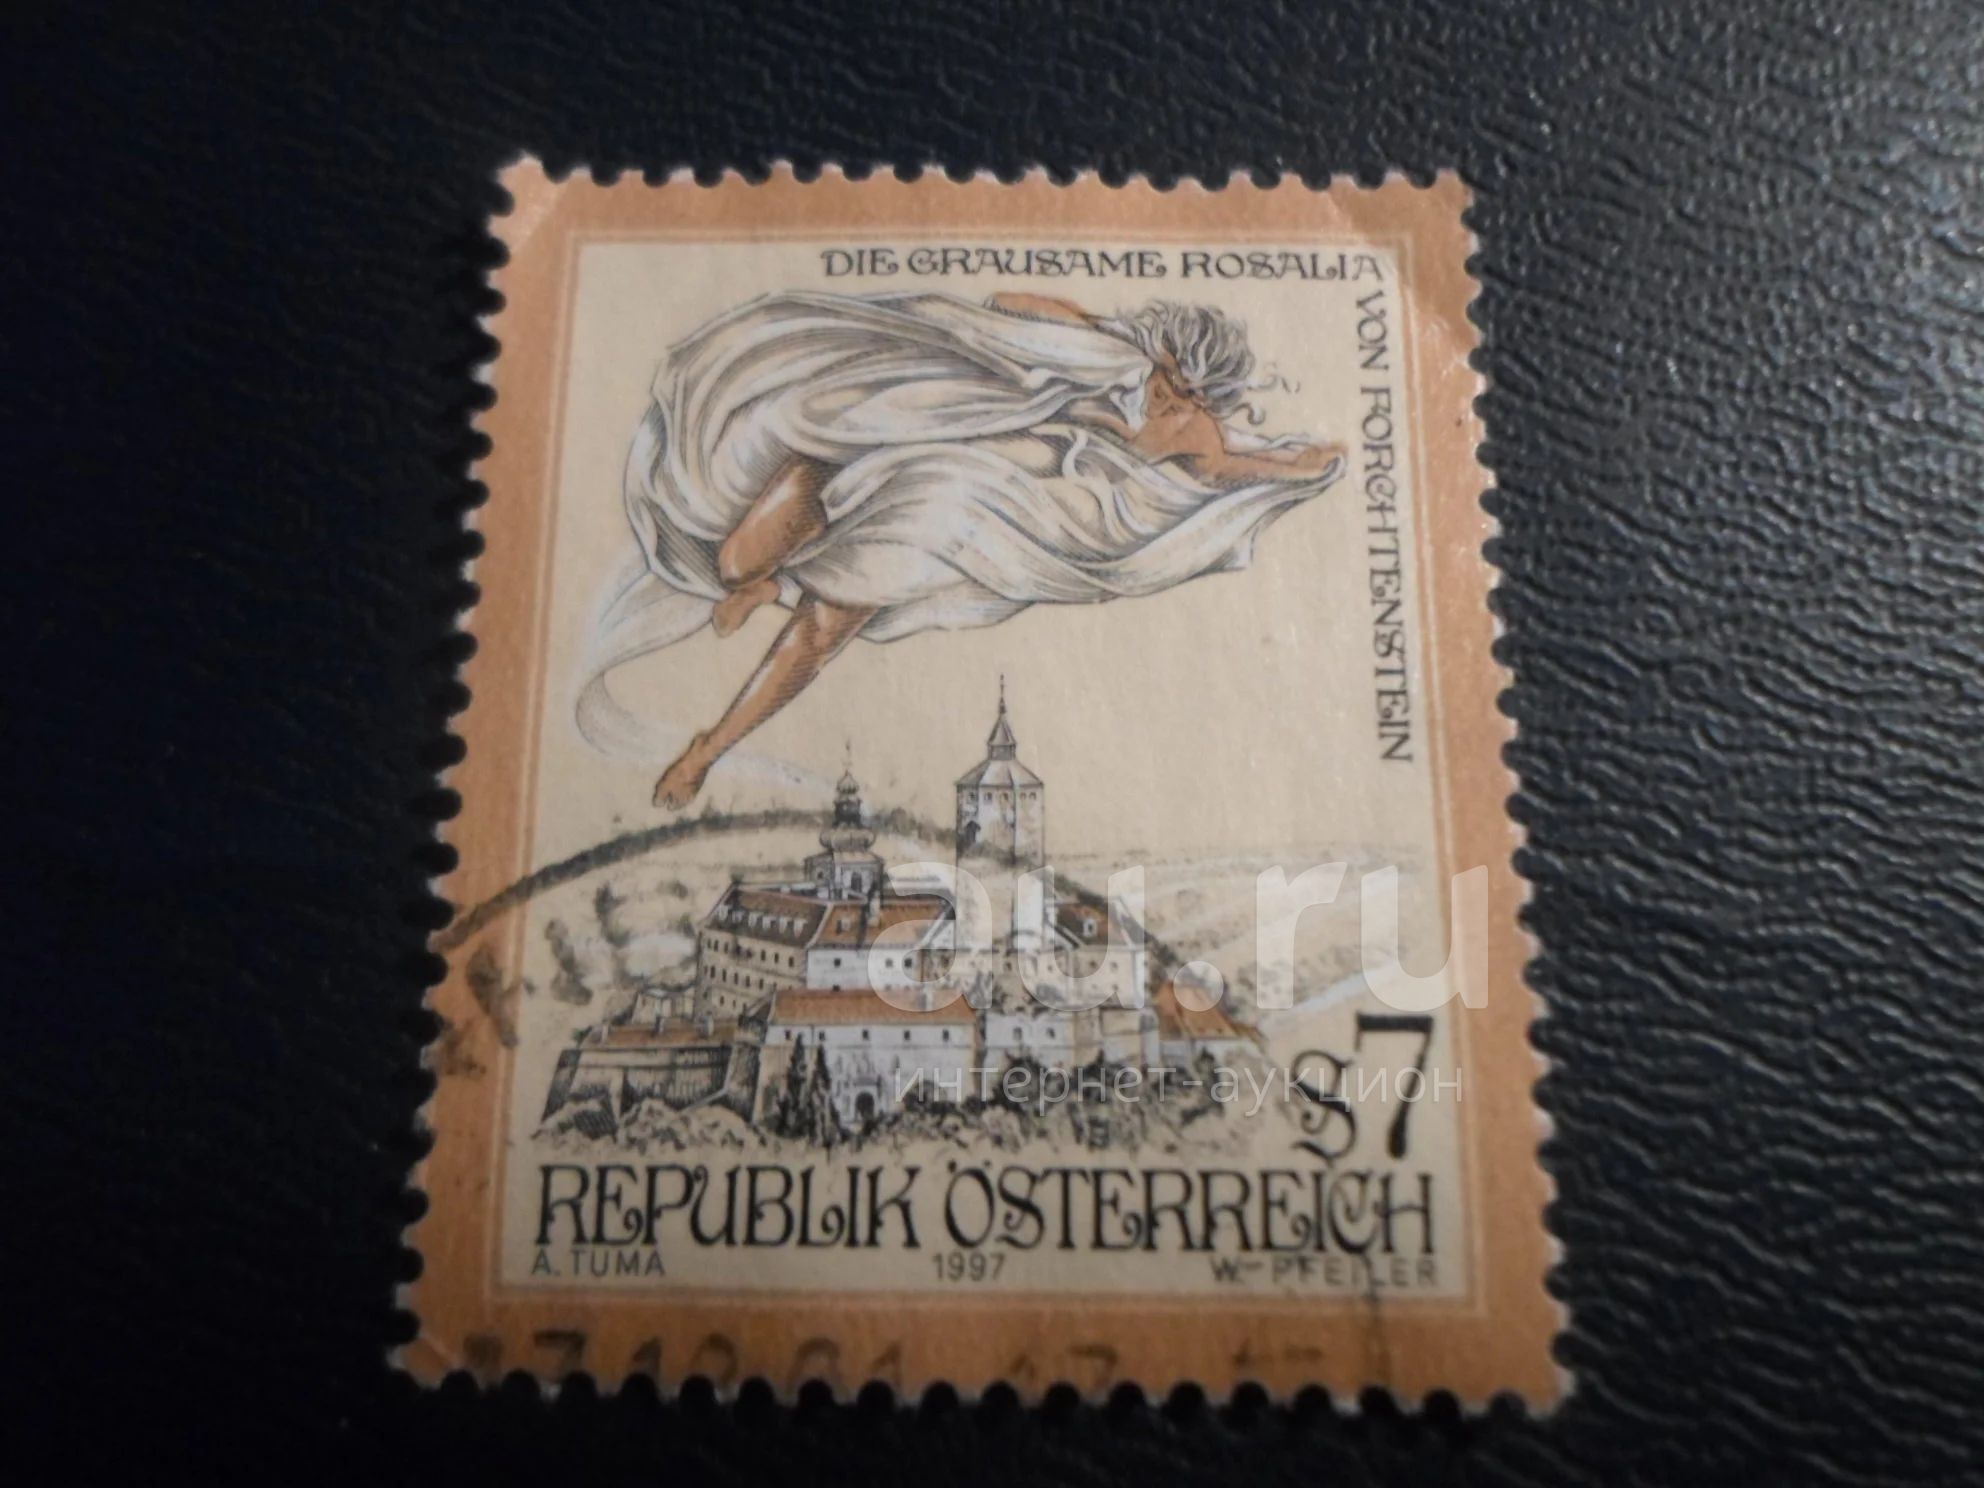 DIE GRAUSAME ROSALIA
VON FORCHTENSTEIN
au.ru
интернет-аукцион
S7
REPUBLIK ÖSTERREICH
A. TUMA 1997 W. PFEILER